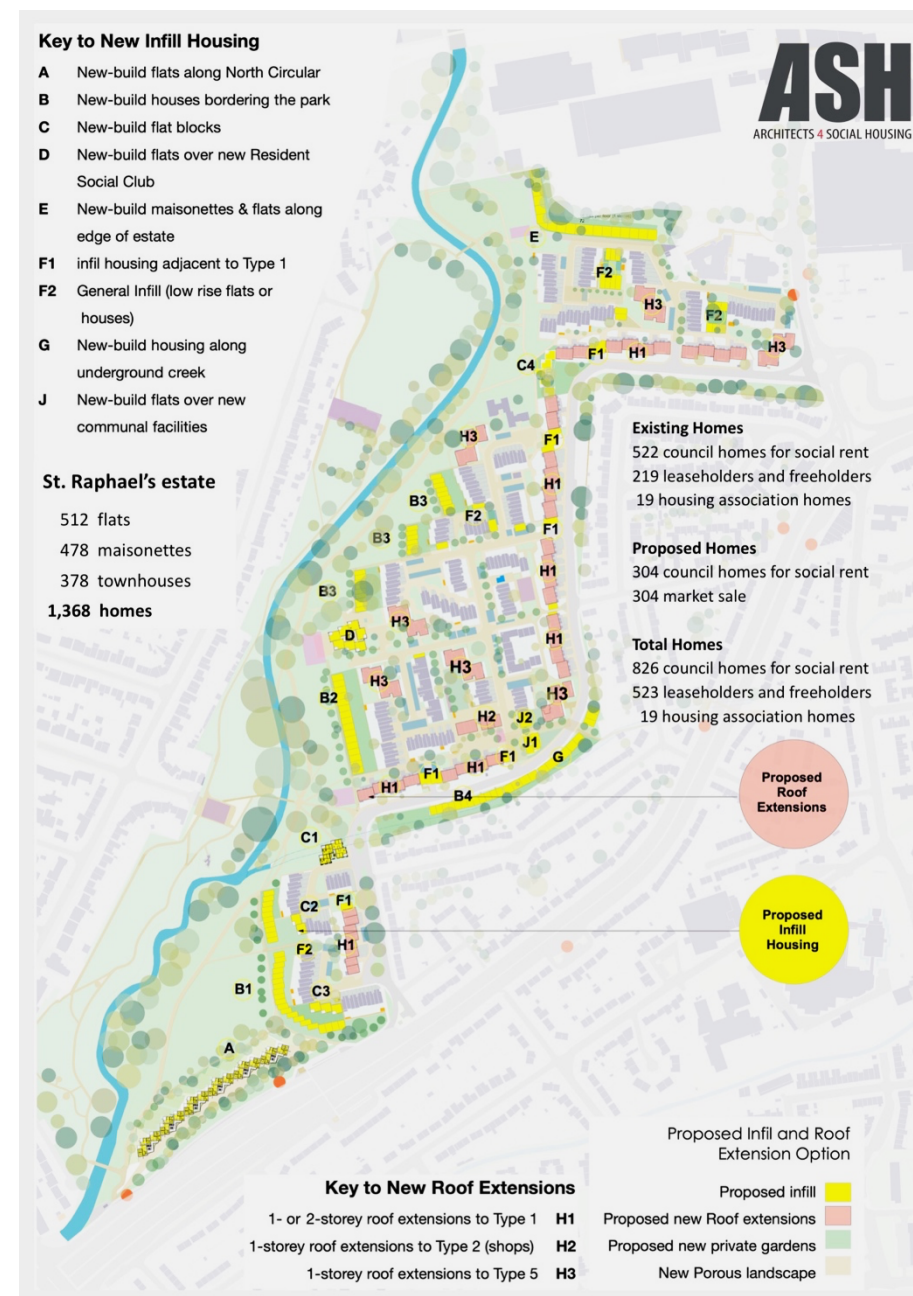 Key to New Infill Housing
A New-build flats along North Circular
B New-build houses bordering the park
C New-build flat blocks
D New-build flats over new Resident
Social Club
E New-build maisonettes & flats along
edge of estate
F1 infil housing adjacent to Type 1
F2 General Infill (low rise flats or
houses)
G New-build housing along
underground creek
J New-build flats over new
communal facilities
ASH
ARCHITECTS 4 SOCIAL HOUSING
St. Raphael's estate
512 flats
478 maisonettes
378 townhouses
1,368 homes
E
F2
H3
F2
F1
H1
H3
C4
H3
F1
H1
B3
F2
F1
B3
H1
B3
H3
D
H1
H3
H3
H3
B2
H2
J2
J1
F1
G
H1
F1
H1
B4
C1
C2
F1
F2
H1
B1
C3
A
Existing Homes
522 council homes for social rent
219 leaseholders and freeholders
19 housing association homes
Proposed Homes
304 council homes for social rent
304 market sale
Total Homes
826 council homes for social rent
523 leaseholders and freeholders
19 housing association homes
Proposed
Roof
Extensions
Proposed
Infill
Housing
Key to New Roof Extensions
1- or 2-storey roof extensions to Type 1 H1
1-storey roof extensions to Type 2 (shops) H2
1-storey roof extensions to Type 5 H3
Proposed Infil and Roof
Extension Option
Proposed infill
Proposed new Roof extensions
Proposed new private gardens
New Porous landscape